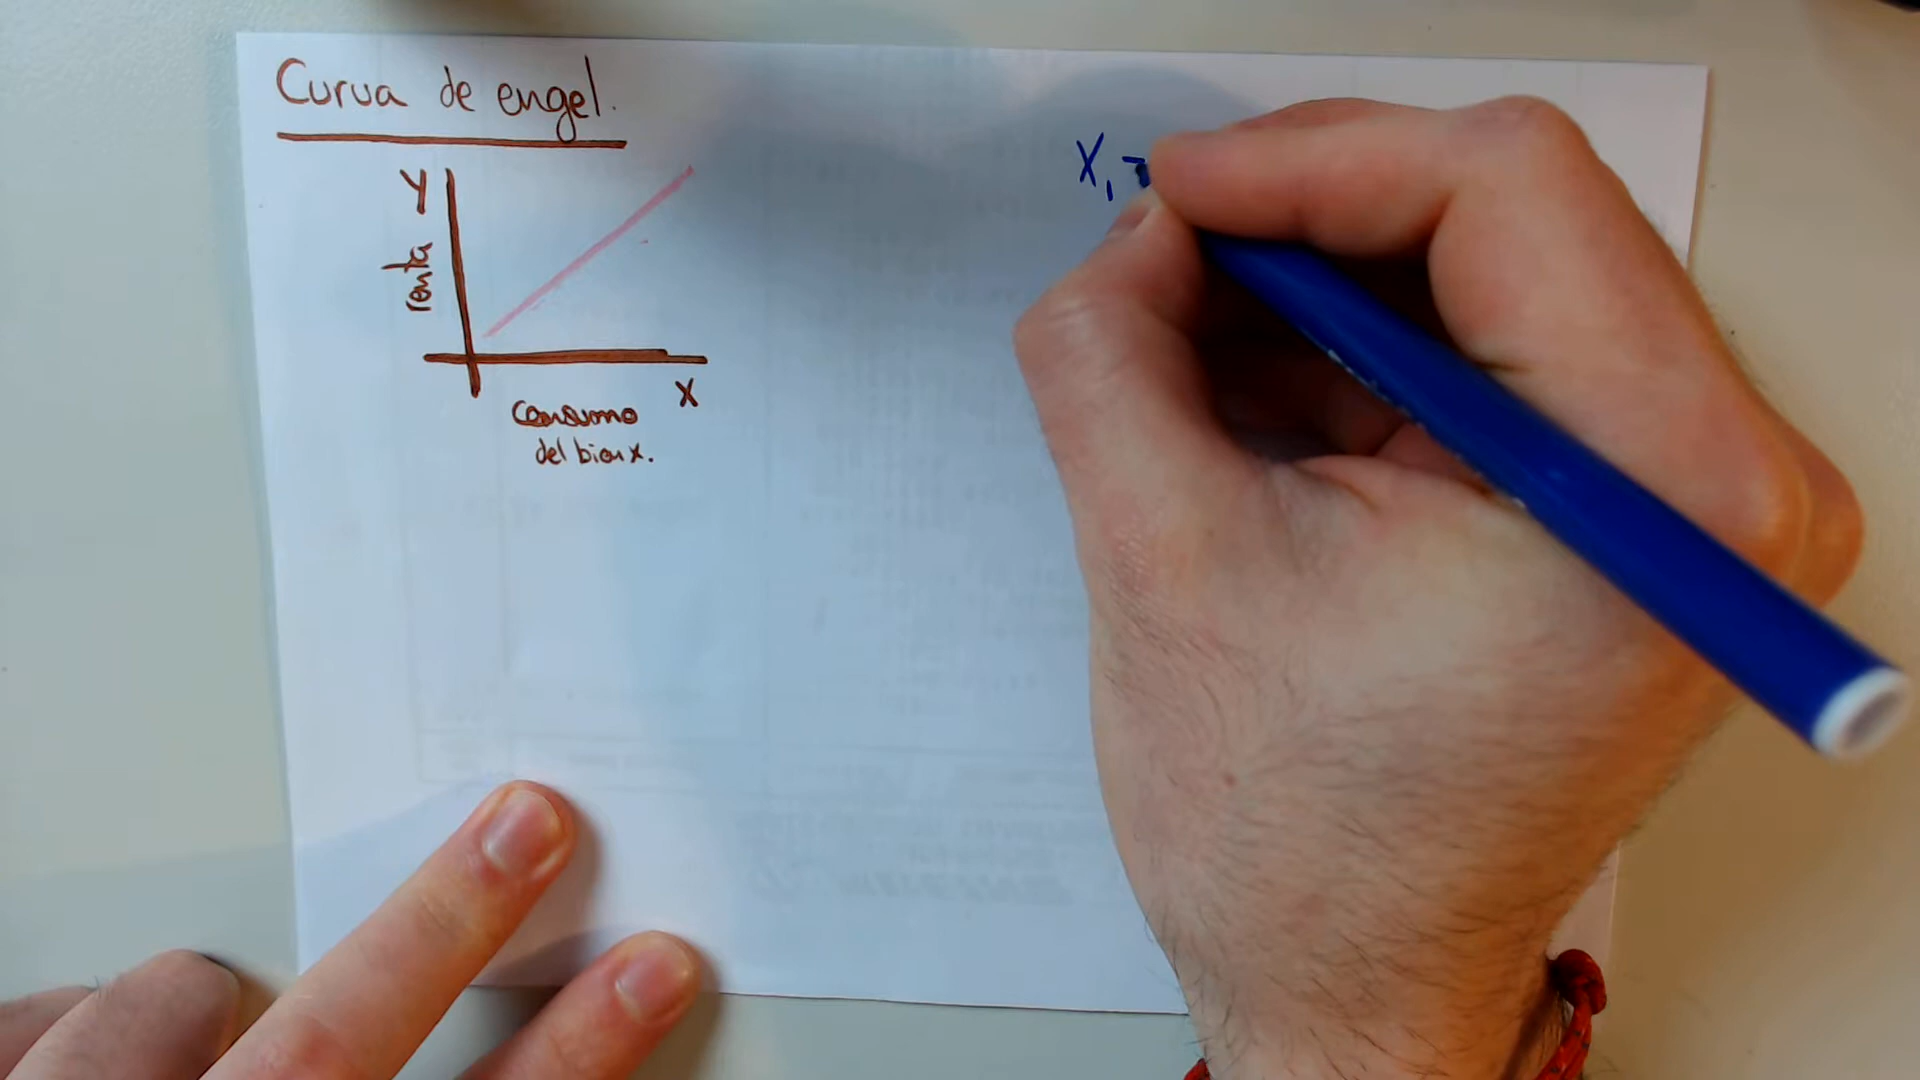 Curva de engel.
Y
renta
X
Consumo
del bien x.
X, =